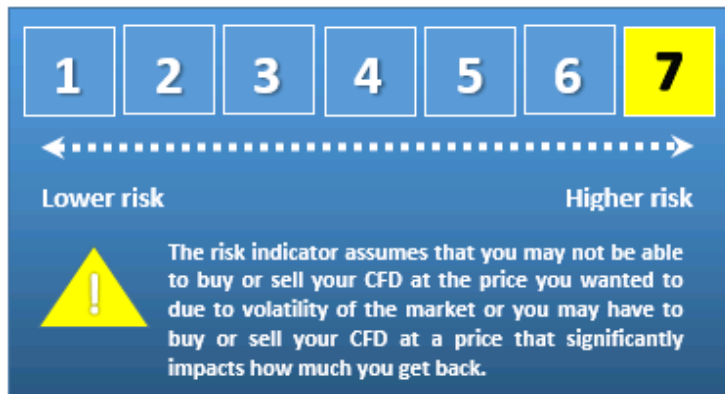 1 2 3 4 5 6 7
Lower risk Higher risk
!
The risk indicator assumes that you may not be able
to buy or sell your CFD at the price you wanted to
due to volatility of the market or you may have to
buy or sell your CFD at a price that significantly
impacts how much you get back.